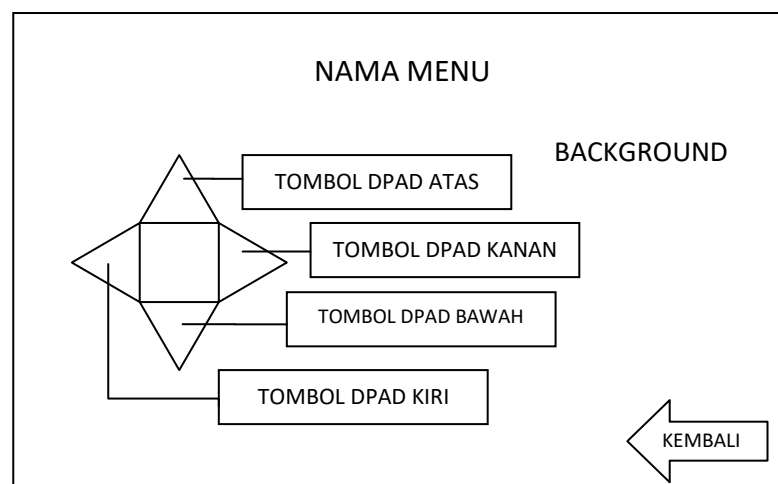 NAMA MENU
BACKGROUND
TOMBOL DPAD ATAS
TOMBOL DPAD KANAN
TOMBOL DPAD BAWAH
TOMBOL DPAD KIRI
KEMBALI